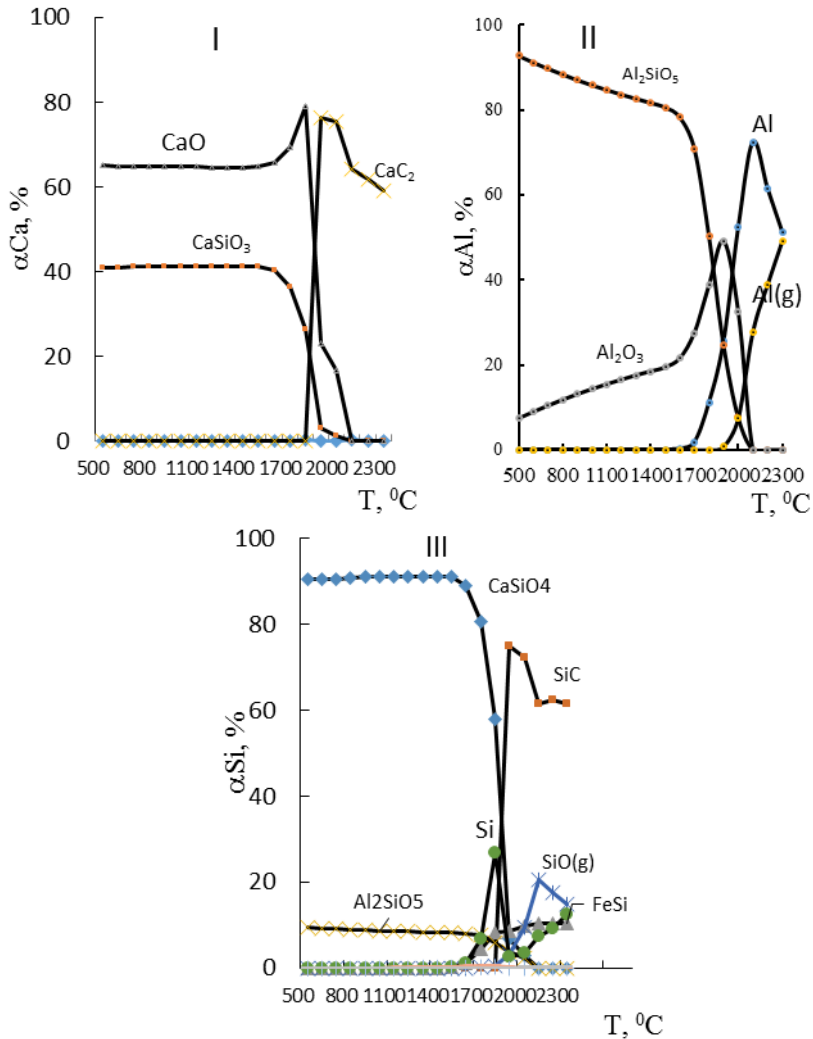 I
100
80
60
40
20
0
αCa, %
CaO
CaC2
CaSiO3
500 800 1100 1400 1700 2000 2300
T, 0C
II
100
80
60
40
20
0
αAl, %
Al2SiO5
Al
Al(g)
Al2O3
500 800 1100 1400 1700 2000 2300
T, 0C
III
100
80
60
40
20
0
αSi, %
CaSiO4
SiC
Si
SiO(g)
FeSi
Al2SiO5
500 800 1100 1400 1700 2000 2300
T, 0C